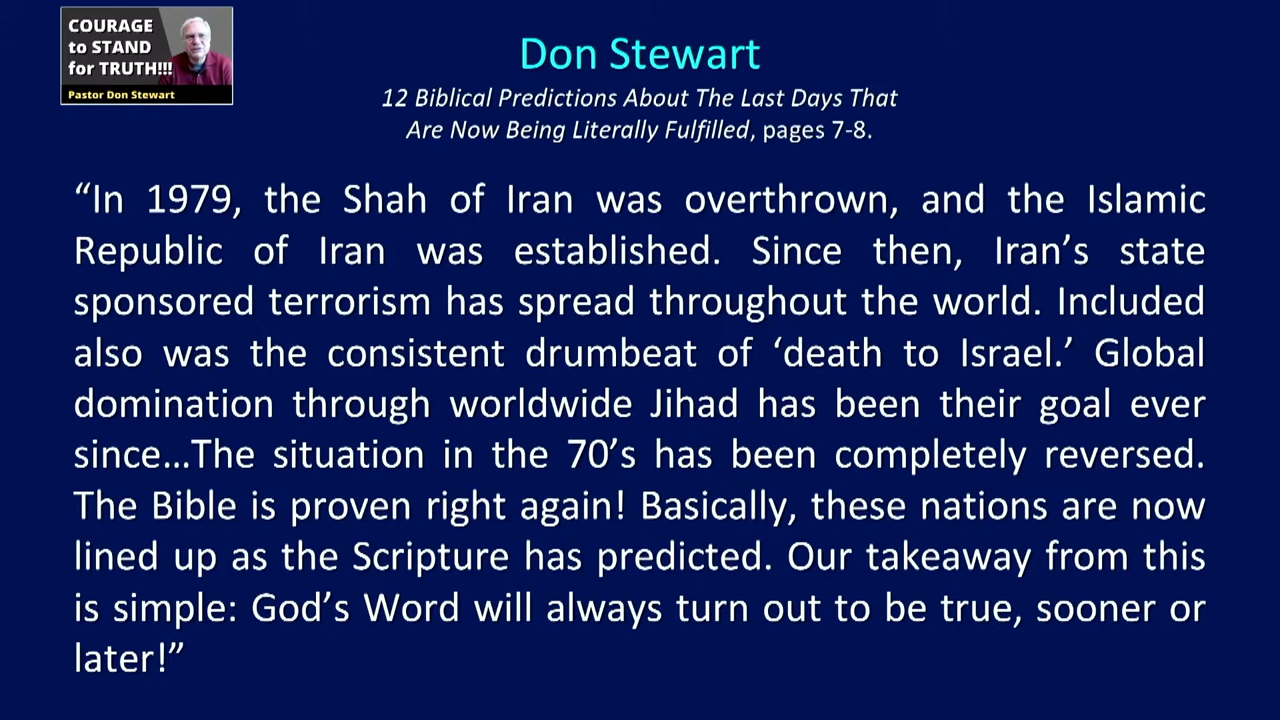 COURAGE
to STAND
for TRUTH!!!
Pastor Don Stewart
Don Stewart
12 Biblical Predictions About The Last Days That
Are Now Being Literally Fulfilled, pages 7-8.
“In 1979, the Shah of Iran was overthrown, and the Islamic
Republic of Iran was established. Since then, Iran’s state
sponsored terrorism has spread throughout the world. Included
also was the consistent drumbeat of ‘death to Israel.’ Global
domination through worldwide Jihad has been their goal ever
since…The situation in the 70’s has been completely reversed.
The Bible is proven right again! Basically, these nations are now
lined up as the Scripture has predicted. Our takeaway from this
is simple: God’s Word will always turn out to be true, sooner or
later!”